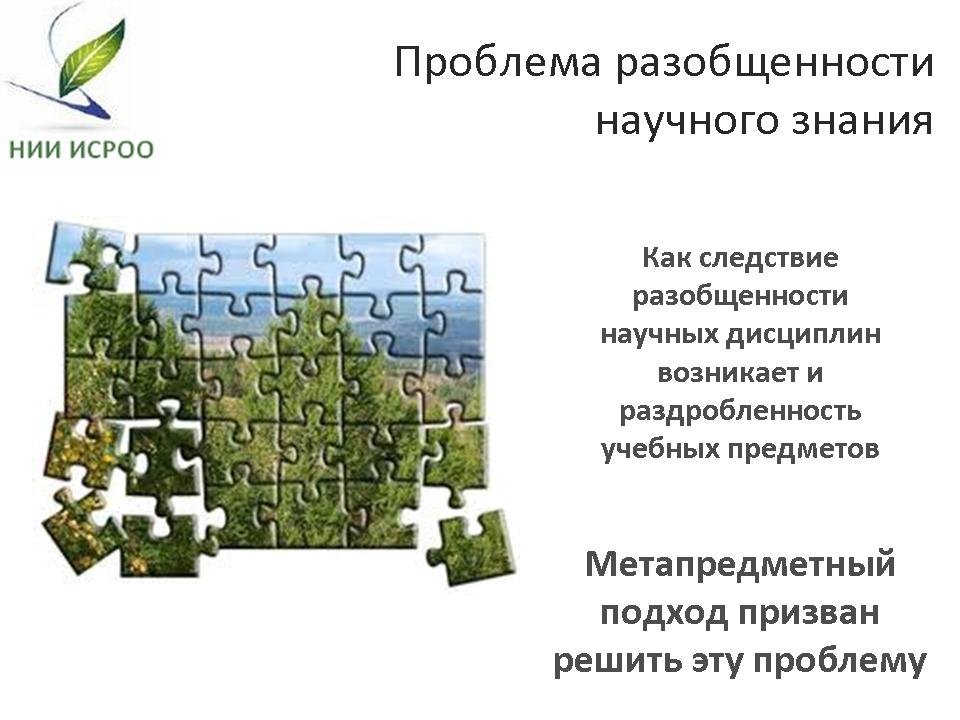 НИИ ИСРОО
Проблема разобщенности
научного знания
Как следствие
разобщенности
научных дисциплин
возникает и
раздробленность
учебных предметов
Метапредметный
подход призван
решить эту проблему